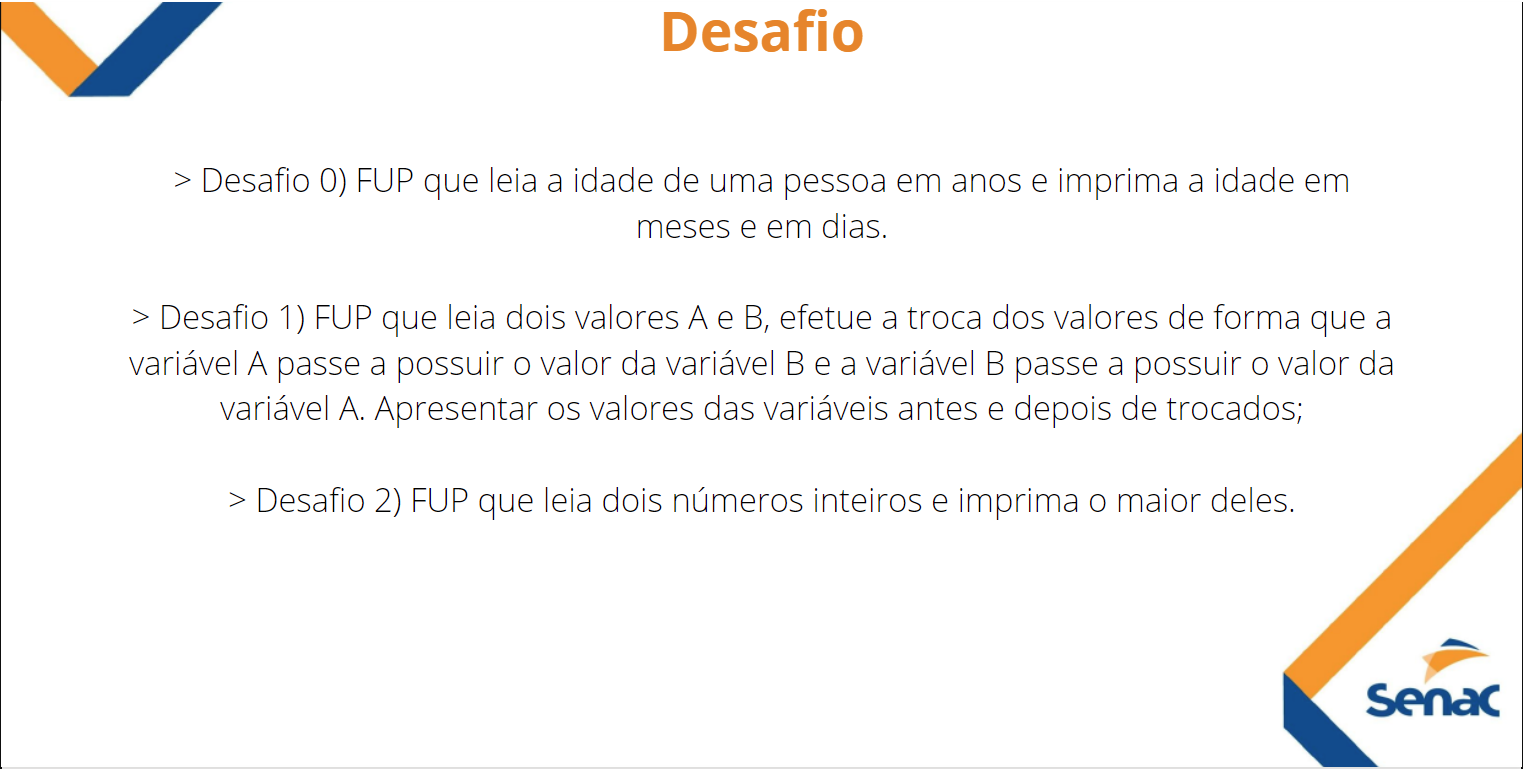 Desafio
> Desafio 0) FUP que leia a idade de uma pessoa em anos e imprima a idade em
meses e em dias.
> Desafio 1) FUP que leia dois valores A e B, efetue a troca dos valores de forma que a
variável A passe a possuir o valor da variável B e a variável B passe a possuir o valor da
variável A. Apresentar os valores das variáveis antes e depois de trocados;
> Desafio 2) FUP que leia dois números inteiros e imprima o maior deles.
Senac